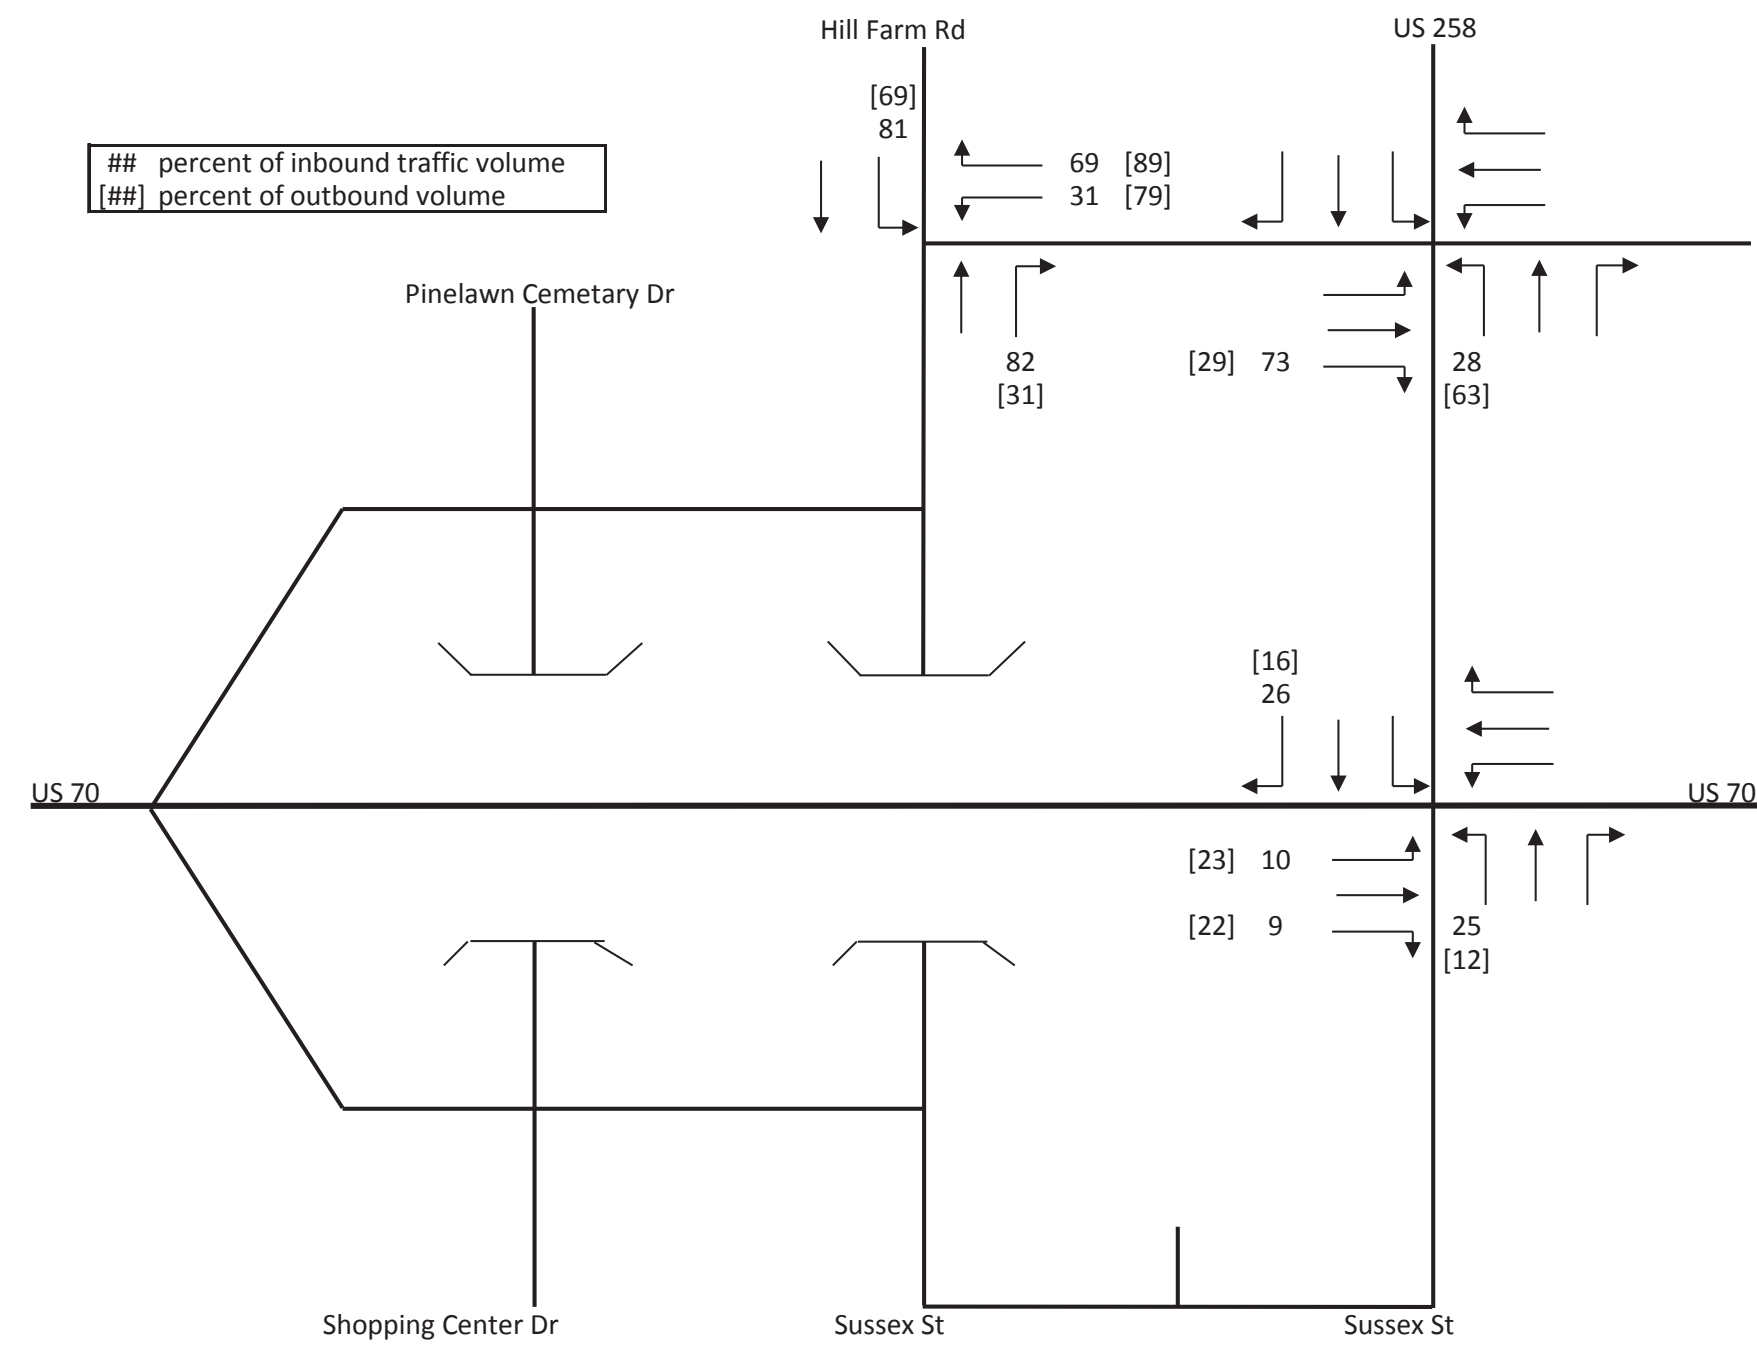 Hill Farm Rd
US 258
[69]
81
## percent of inbound traffic volume
[##] percent of outbound volume
69 [89]
31 [79]
Pinelawn Cemetary Dr
82
[31]
[29] 73
28
[63]
[16]
26
US 70
US 70
[23] 10
[22] 9
25
[12]
Shopping Center Dr
Sussex St
Sussex St